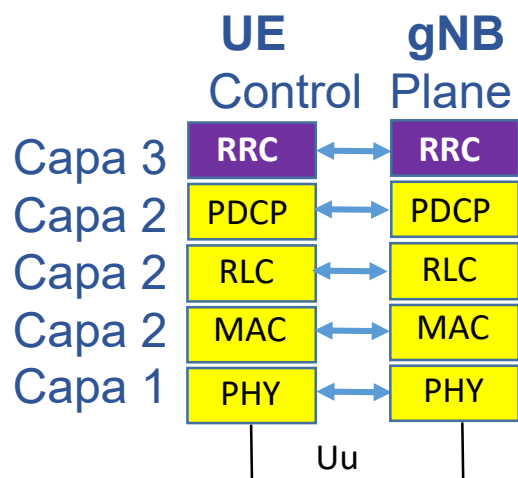 UE gNB
Control Plane
Capa 3 RRC RRC
Capa 2 PDCP PDCP
Capa 2 RLC RLC
Capa 2 MAC MAC
Capa 1 PHY PHY
Uu